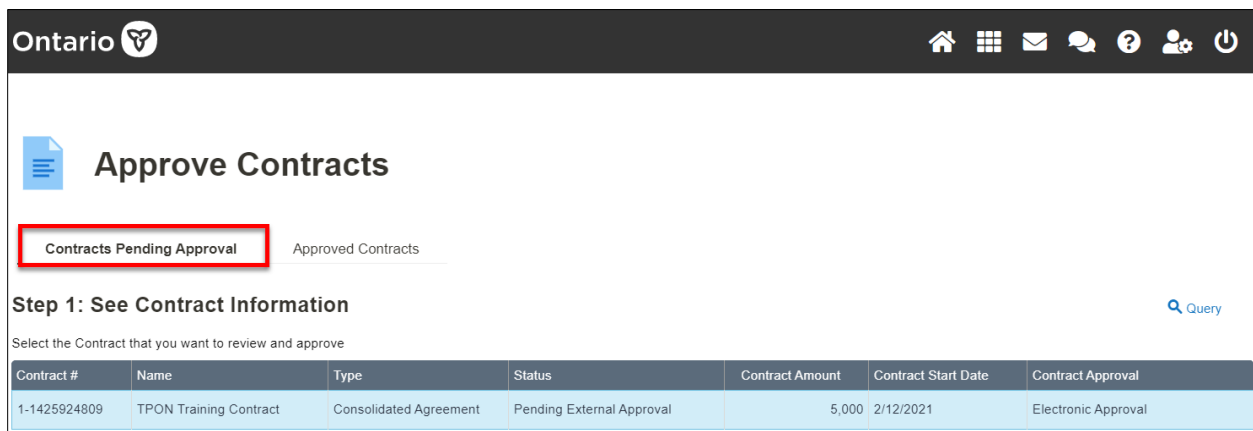 Ontario
Approve Contracts
Contracts Pending Approval Approved Contracts
Step 1: See Contract Information
Query
Select the Contract that you want to review and approve
Contract # Name Type Status Contract Amount Contract Start Date Contract Approval
1-1425924809 TPON Training Contract Consolidated Agreement Pending External Approval 5,000 2/12/2021 Electronic Approval